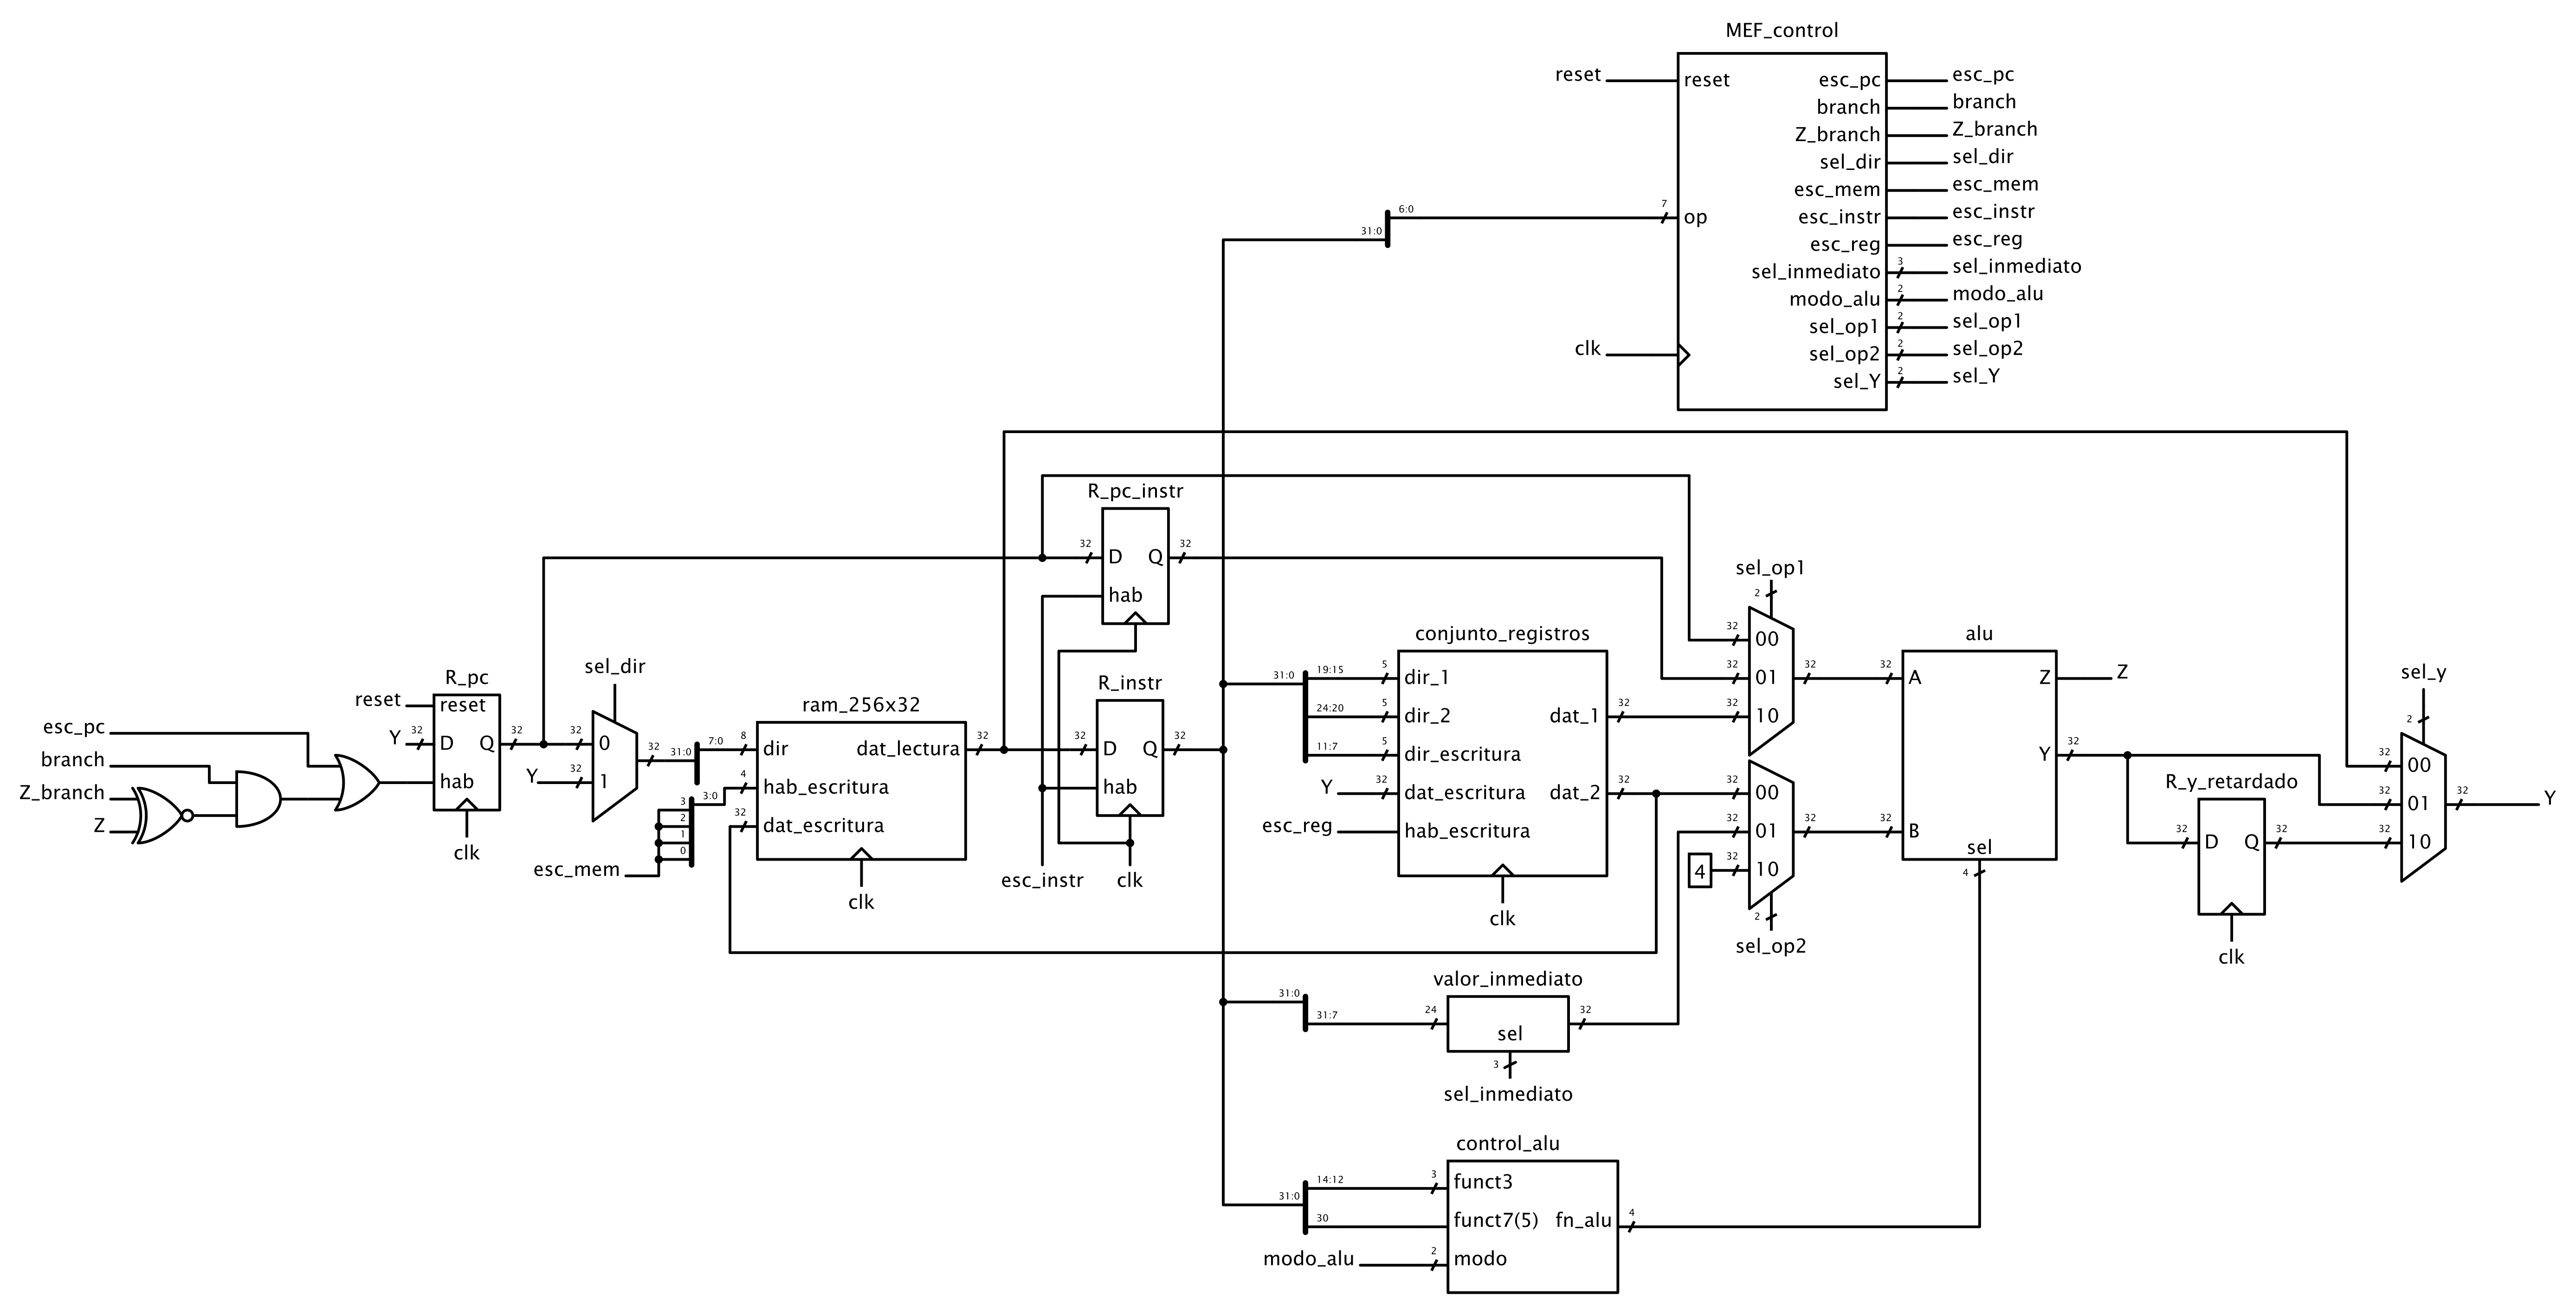 MEF_control
reset
reset
esc_pc
esc_pc
branch
branch
Z_branch
Z_branch
sel_dir
sel_dir
esc_mem
esc_mem
6:0
7
op
esc_instr
esc_instr
31:0
esc_reg
esc_reg
sel_inmediato
3
sel_inmediato
modo_alu
2
modo_alu
sel_op1
2
sel_op1
clk
sel_op2
2
sel_op2
sel_Y
2
sel_Y
R_pc_instr
32
D
Q
32
hab
sel_op1
2
conjunto_registros
alu
32
00
sel_dir
R_pc
R_instr
31:0
19:15
5
dir_1
32
01
32
32
A
Z
Z
sel_y
2
reset
reset
ram_256x32
24:20
5
dir_2
dat_1
32
32
10
esc_pc
Y
32
D
Q
32
32
0
32
31:0
7:0
8
dir
dat_lectura
32
32
D
Q
32
11:7
5
dir_escritura
Y
32
32
00
branch
hab
Y
32
1
4
hab_escritura
hab
Y
32
dat_escritura
dat_2
32
32
00
R_y_retardado
32
01
32
Y
Z_branch
3:0
3
2
1
0
32
dat_escritura
esc_reg
hab_escritura
32
01
32
32
B
32
D
Q
32
32
10
Z
clk
esc_mem
esc_instr
clk
4
32
10
sel
4
clk
clk
2
sel_op2
clk
valor_inmediato
31:0
31:7
24
sel
32
3
sel_inmediato
control_alu
31:0
14:12
3
funct3
30
funct7(5)
fn_alu
4
modo_alu
2
modo